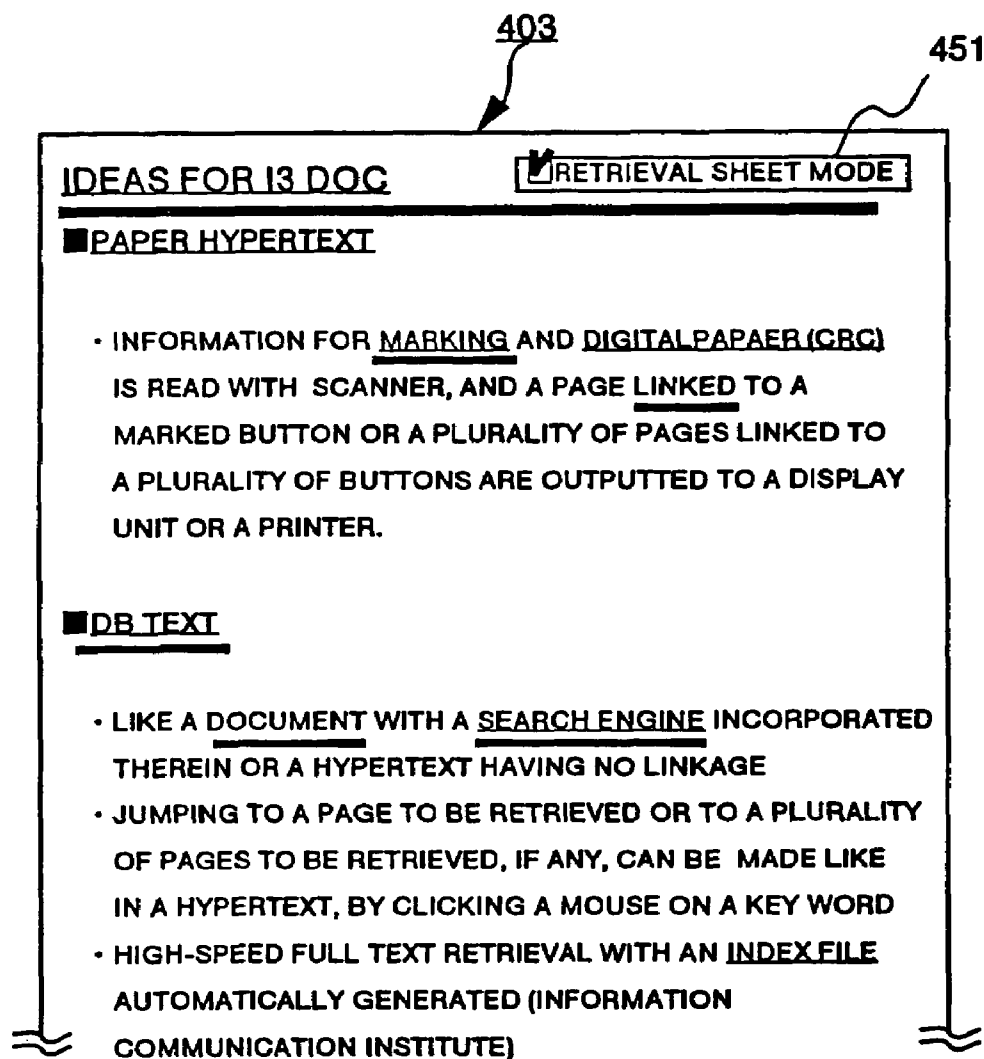 403
451
IDEAS FOR I3 DOC
RETRIEVAL SHEET MODE
PAPER HYPERTEXT
· INFORMATION FOR MARKING AND DIGITALPAPAER (CRC)
IS READ WITH SCANNER, AND A PAGE LINKED TO A
MARKED BUTTON OR A PLURALITY OF PAGES LINKED TO
A PLURALITY OF BUTTONS ARE OUTPUTTED TO A DISPLAY
UNIT OR A PRINTER.
DB TEXT
· LIKE A DOCUMENT WITH A SEARCH ENGINE INCORPORATED
THEREIN OR A HYPERTEXT HAVING NO LINKAGE
· JUMPING TO A PAGE TO BE RETRIEVED OR TO A PLURALITY
OF PAGES TO BE RETRIEVED, IF ANY, CAN BE MADE LIKE
IN A HYPERTEXT, BY CLICKING A MOUSE ON A KEY WORD
· HIGH-SPEED FULL TEXT RETRIEVAL WITH AN INDEX FILE
AUTOMATICALLY GENERATED (INFORMATION
COMMUNICATION INSTITUTE)